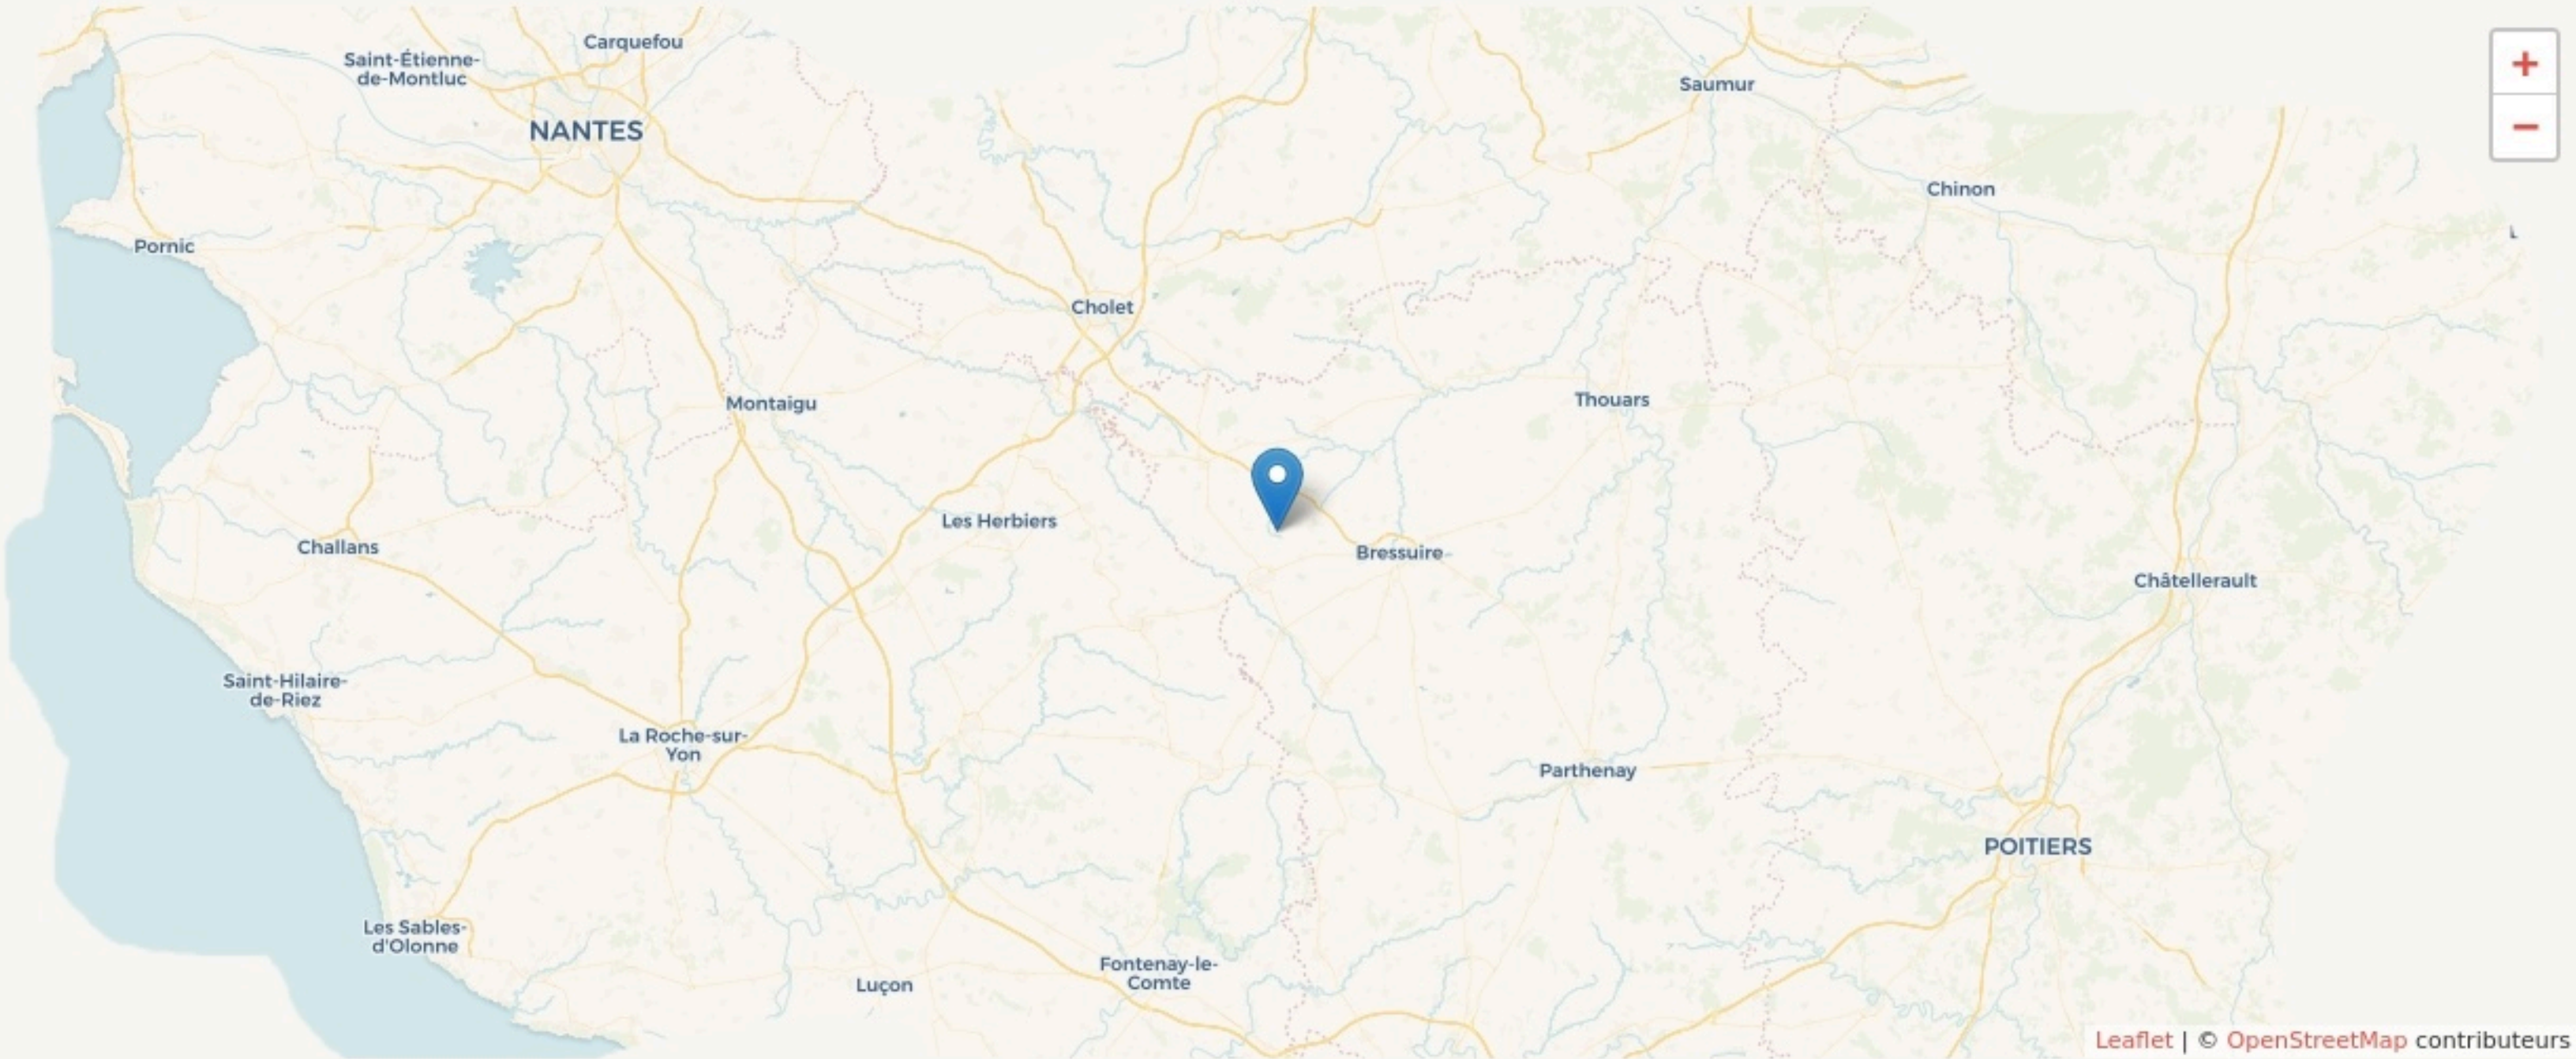 Carquefou
Saint-Étienne-
de-Montluc
Saumur
+
NANTES
−
Chinon
Pornic
Cholet
Thouars
Montaigu
Les Herbiers
Challans
Bressuire
Châtellerault
Saint-Hilaire-
de-Riez
La Roche-sur-
Yon
Parthenay
POITIERS
Les Sables-
d'Olonne
Fontenay-le-
Comte
Luçon
Leaflet | © OpenStreetMap contributeurs